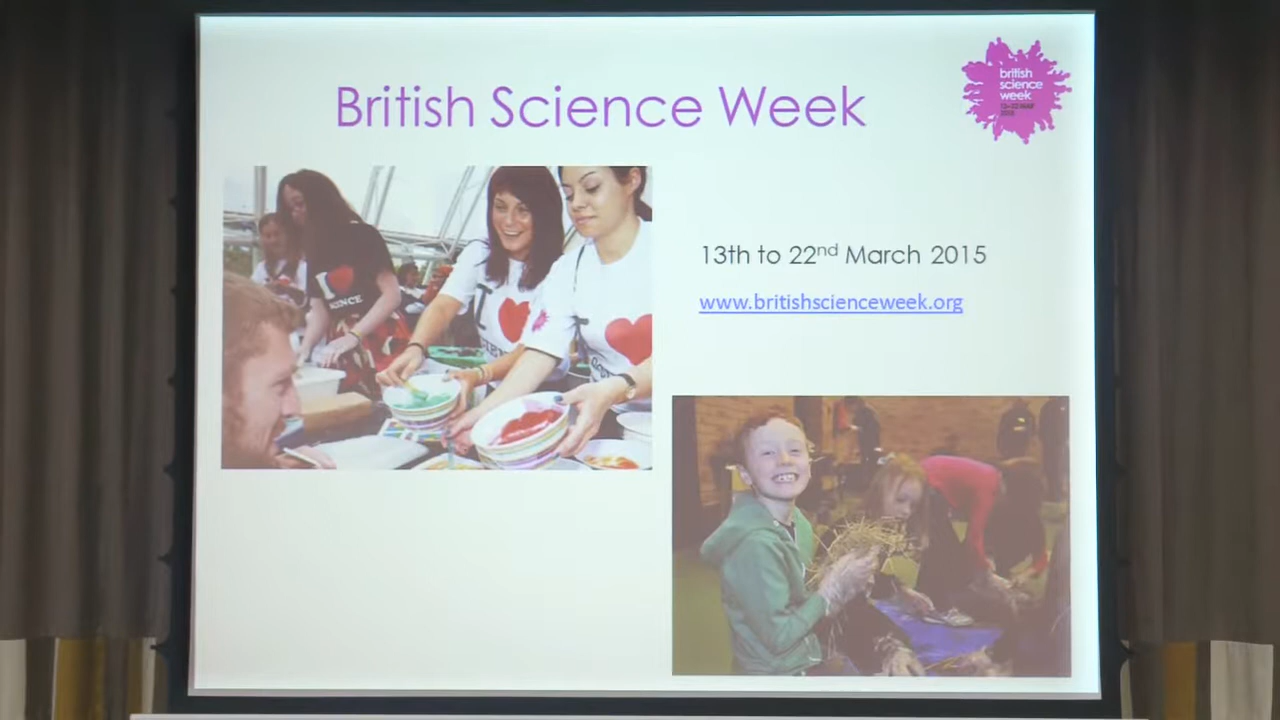 British Science Week
british
science
week
13th to 22nd March 2015
www.britishscienceweek.org
I
SCIENCE
I